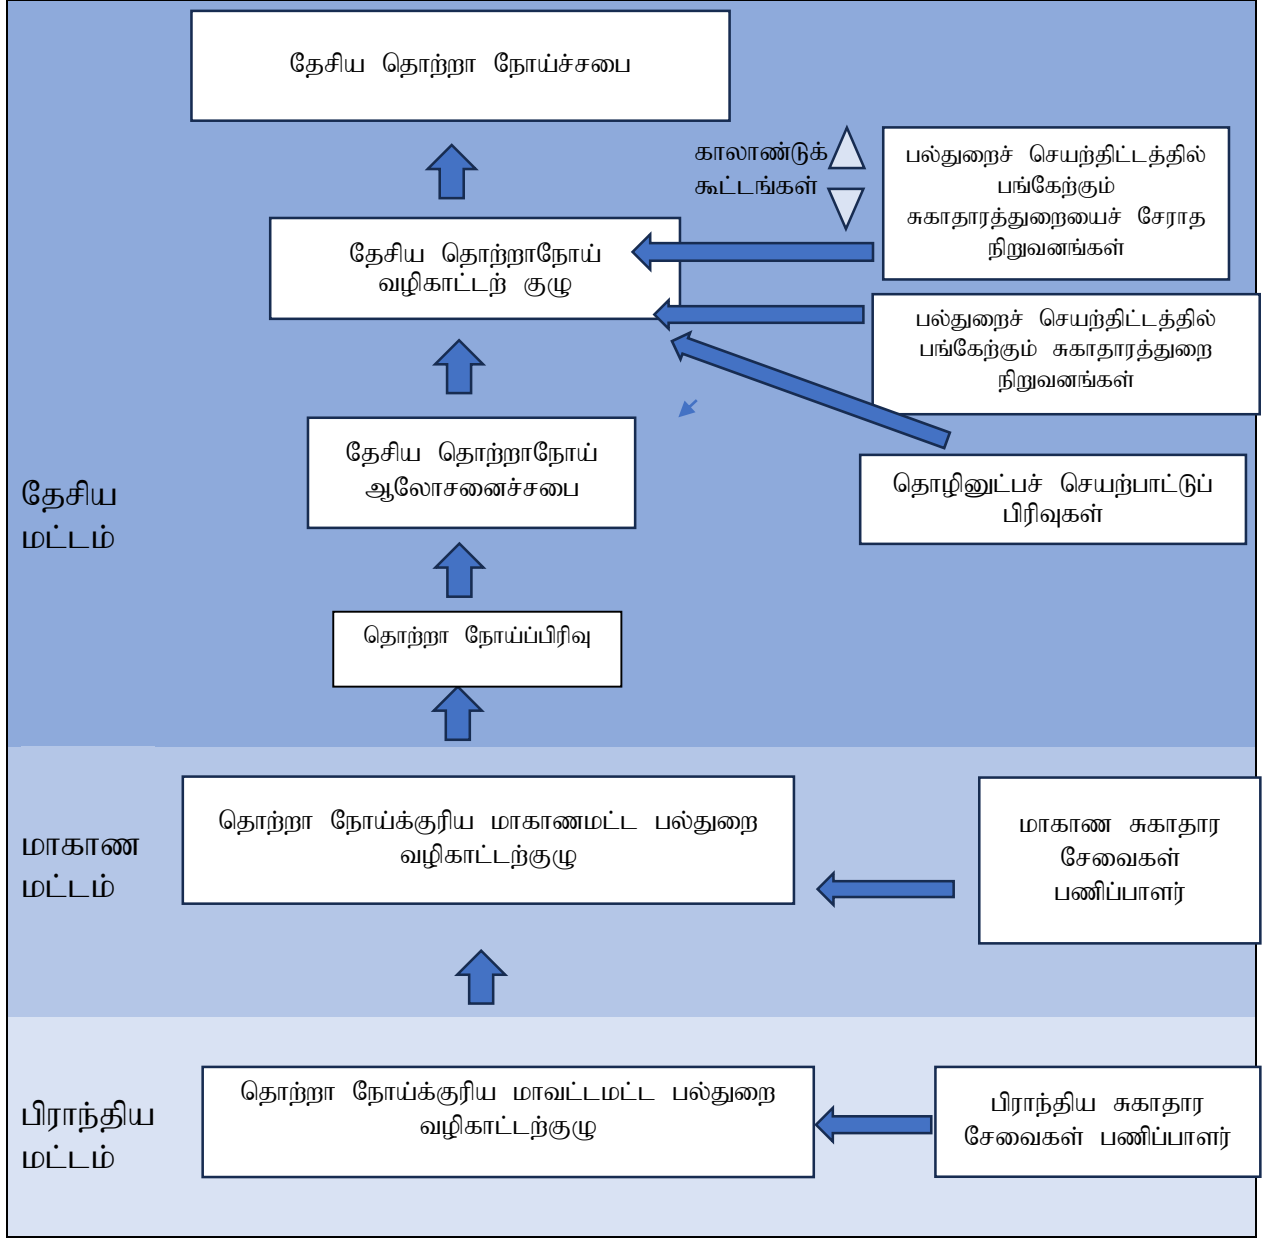 தேசிய தொற்றா நோய்ச்சபை
காலாண்டுக்
கூட்டங்கள்
பல்துறைச் செயற்திட்டத்தில்
பங்கேற்கும்
சுகாதாரத்துறையைச் சேராத
நிறுவனங்கள்
தேசிய தொற்றாநோய்
வழிகாட்டற் குழு
பல்துறைச் செயற்திட்டத்தில்
பங்கேற்கும் சுகாதாரத்துறை
நிறுவனங்கள்
தேசிய தொற்றாநோய்
ஆலோசனைச்சபை
தொழினுட்பச் செயற்பாட்டுப்
பிரிவுகள்
தேசிய
மட்டம்
தொற்றா நோய்ப்பிரிவு
தொற்றா நோய்க்குரிய மாகாணமட்ட பல்துறை
வழிகாட்டற்குழு
மாகாண சுகாதார
சேவைகள்
பணிப்பாளர்
மாகாண
மட்டம்
தொற்றா நோய்க்குரிய மாவட்டமட்ட பல்துறை
வழிகாட்டற்குழு
பிராந்திய சுகாதார
சேவைகள் பணிப்பாளர்
பிராந்திய
மட்டம்